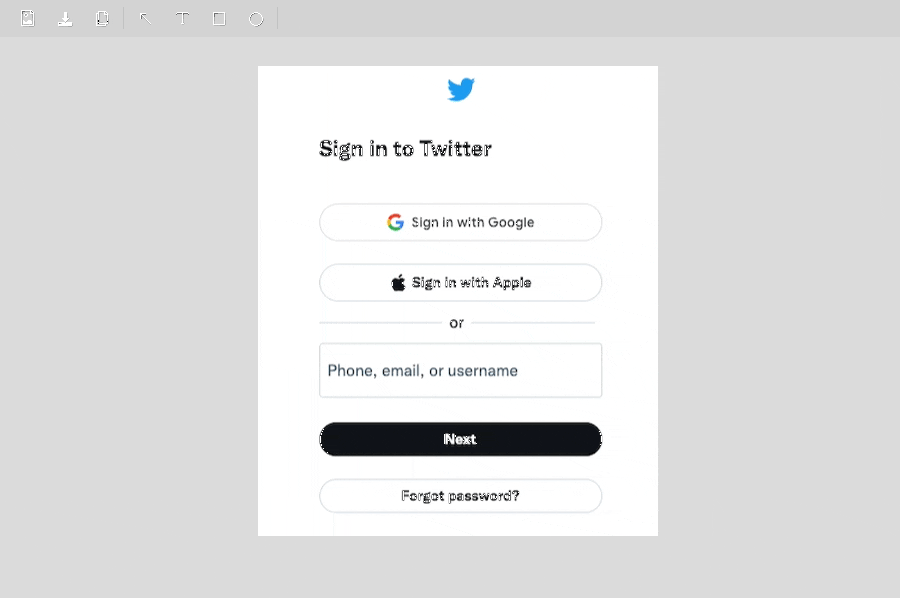 Sign in to Twitter
Sign in with Google
Sign in with Apple
or
Phone, email, or username
Next
Forgot password?